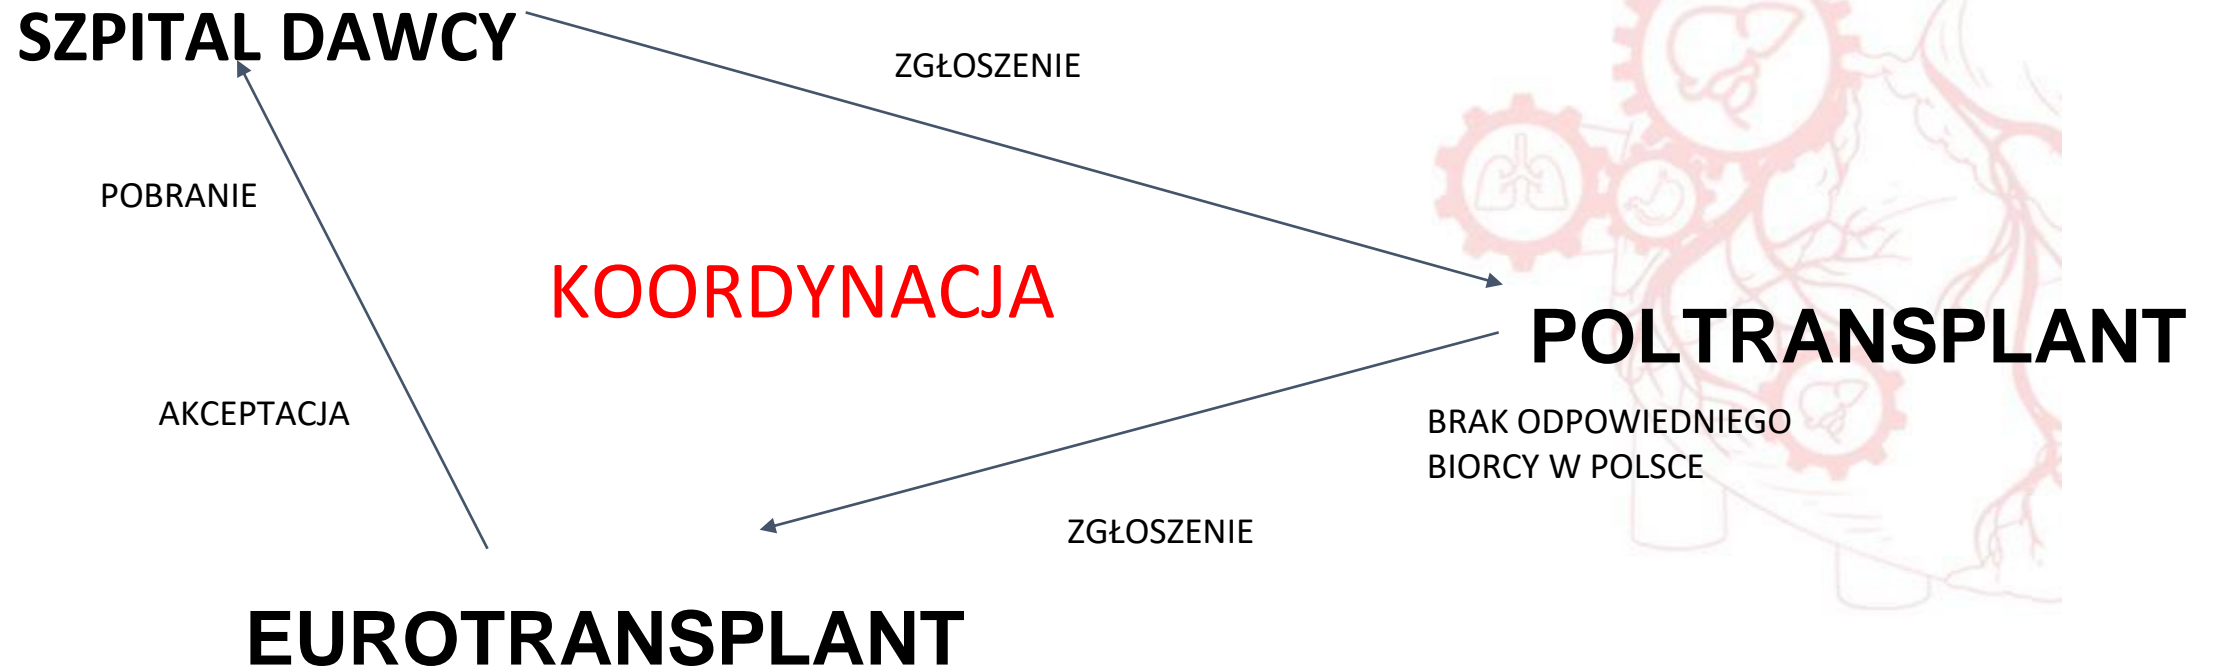 SZPITAL DAWCY
ZGŁOSZENIE
POBRANIE
KOORDYNACJA
POLTRANSPLANT
AKCEPTACJA
BRAK ODPOWIEDNIEGO
BIORCY W POLSCE
ZGŁOSZENIE
EUROTRANSPLANT